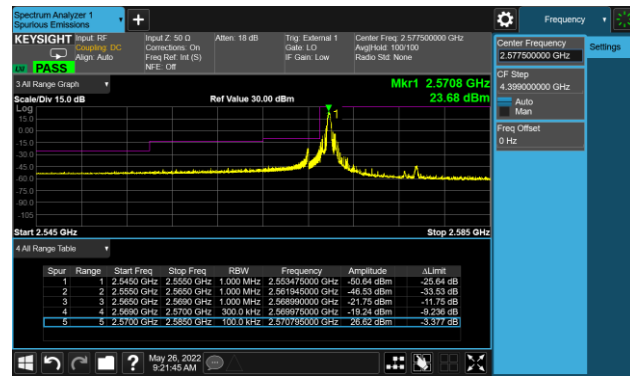 Spectrum Analyzer 1
Spurious Emissions
Frequency
KEYSIGHT Input: RF
Coupling: DC
Align: Auto
Input Z: 50 Ω
Corrections: On
Freq Ref: Int (S)
NFE: Off
Atten: 18 dB
Trig: External 1
Gate: LO
IF Gain: Low
Center Freq: 2.577500000 GHz
Avg|Hold: 100/100
Radio Std: None
LXI PASS
Center Frequency
2.577500000 GHz
Settings
CF Step
4.399000000 GHz
Auto
Man
Freq Offset
0 Hz
3 All Range Graph
Mkr1 2.5708 GHz
Scale/Div 15.0 dB
Ref Value 30.00 dBm
23.68 dBm
Log
15.0
0.00
-15.0
-30.0
-45.0
-60.0
-75.0
-90.0
-105
1
Start 2.545 GHz
Stop 2.585 GHz
4 All Range Table
Spur Range Start Freq Stop Freq RBW Frequency Amplitude ΔLimit
1 1 2.5450 GHz 2.5550 GHz 1.000 MHz 2.553475000 GHz -50.64 dBm -25.64 dB
2 2 2.5550 GHz 2.5650 GHz 1.000 MHz 2.561945000 GHz -46.53 dBm -33.53 dB
3 3 2.5650 GHz 2.5690 GHz 1.000 MHz 2.568990000 GHz -21.75 dBm -11.75 dB
4 4 2.5690 GHz 2.5700 GHz 300.0 kHz 2.569975000 GHz -19.24 dBm -9.236 dB
5 5 2.5700 GHz 2.5850 GHz 100.0 kHz 2.570795000 GHz 26.62 dBm -3.377 dB
May 26, 2022
9:21:45 AM